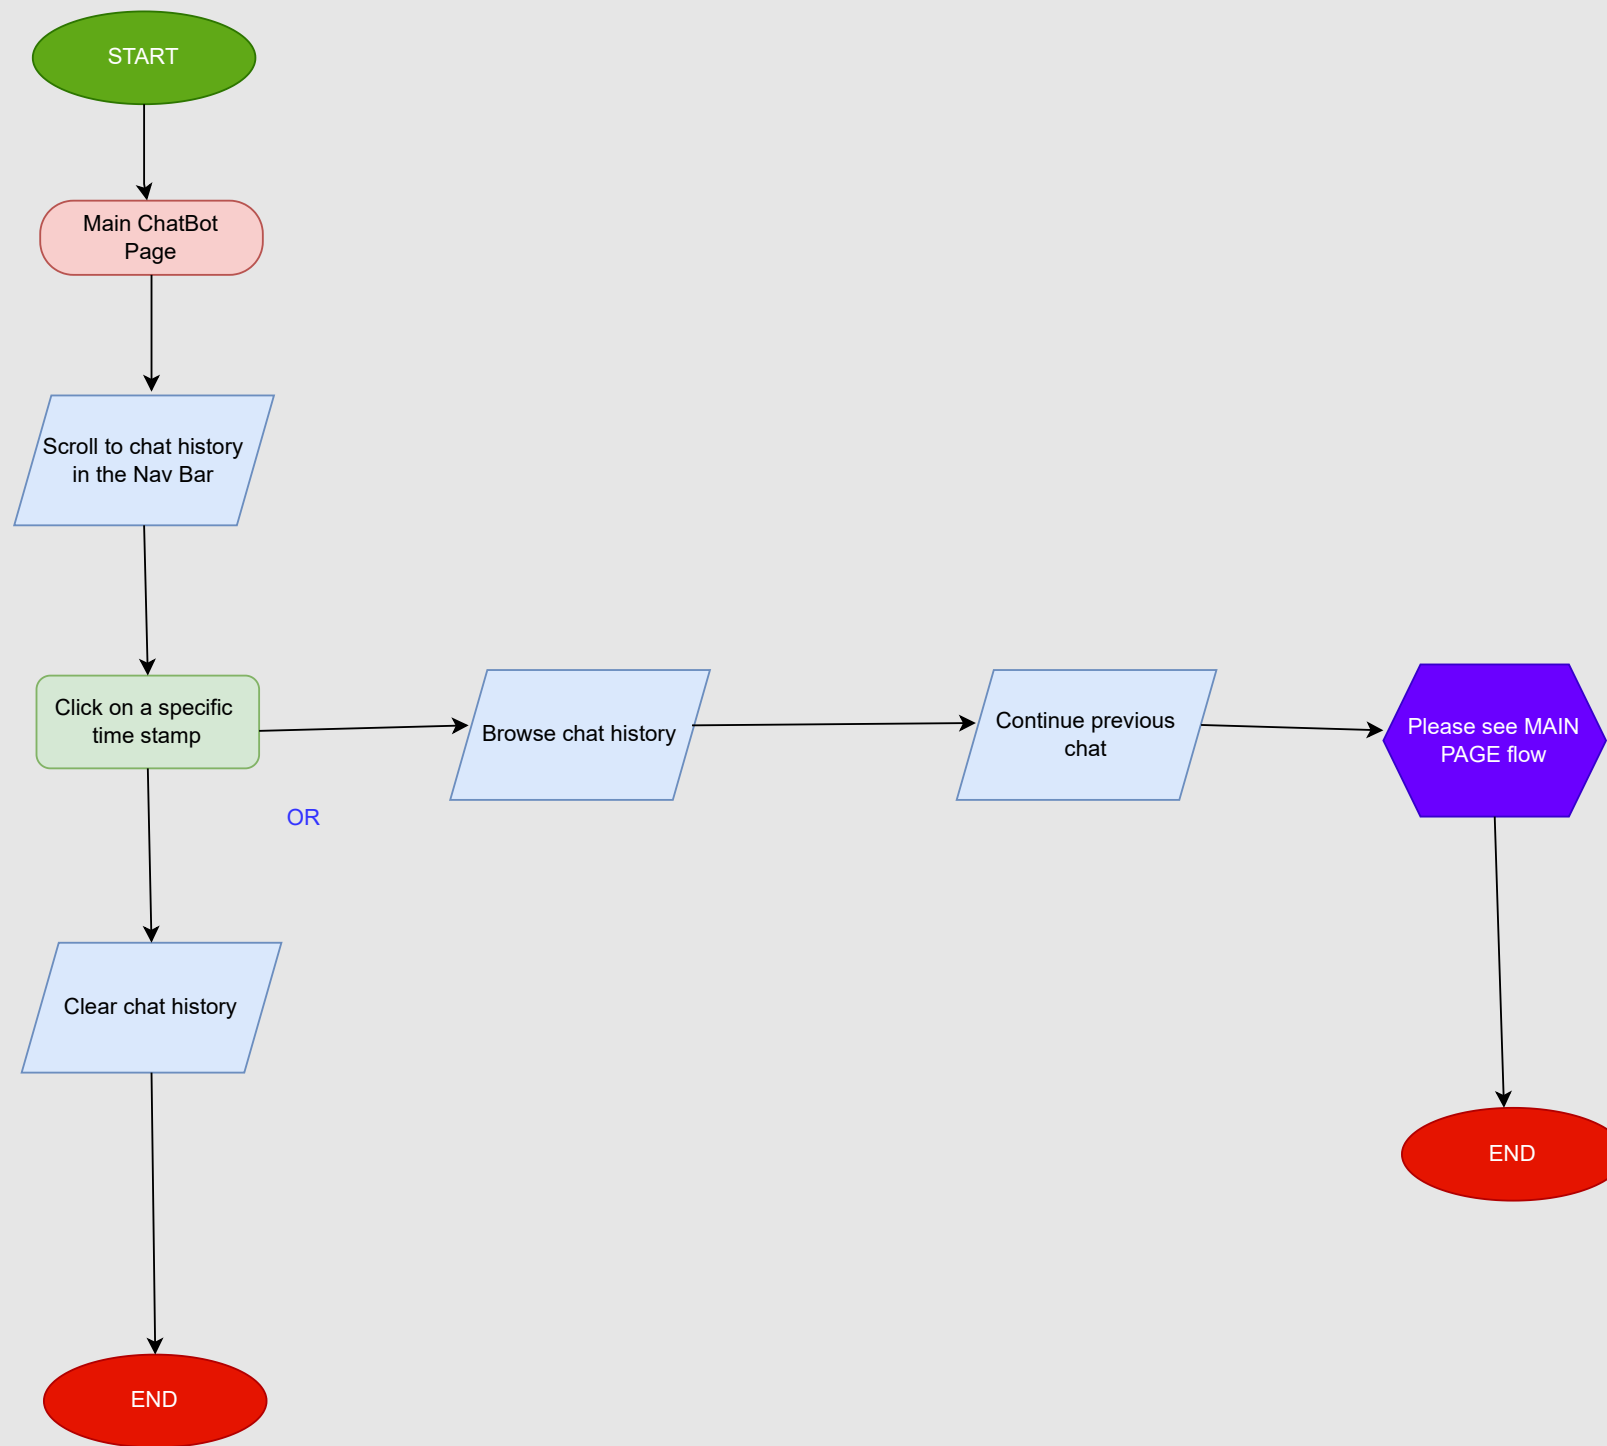 START
Main ChatBot
Page
Scroll to chat history
in the Nav Bar
Click on a specific
time stamp
Browse chat history
Continue previous
chat
Please see MAIN
PAGE flow
OR
Clear chat history
END
END